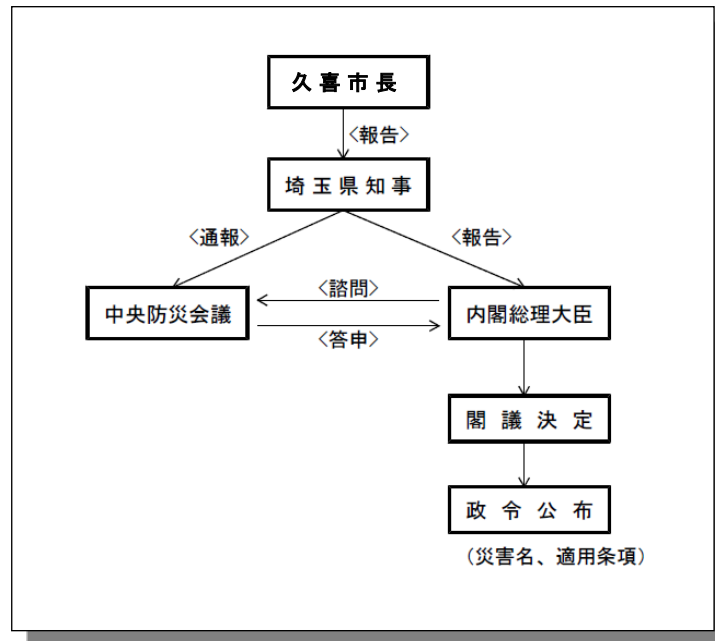 久喜市長
〈報告〉
埼玉県知事
〈通報〉
〈報告〉
中央防災会議
〈諮問〉
〈答申〉
内閣総理大臣
閣議決定
政令公布
（災害名、適用条項）